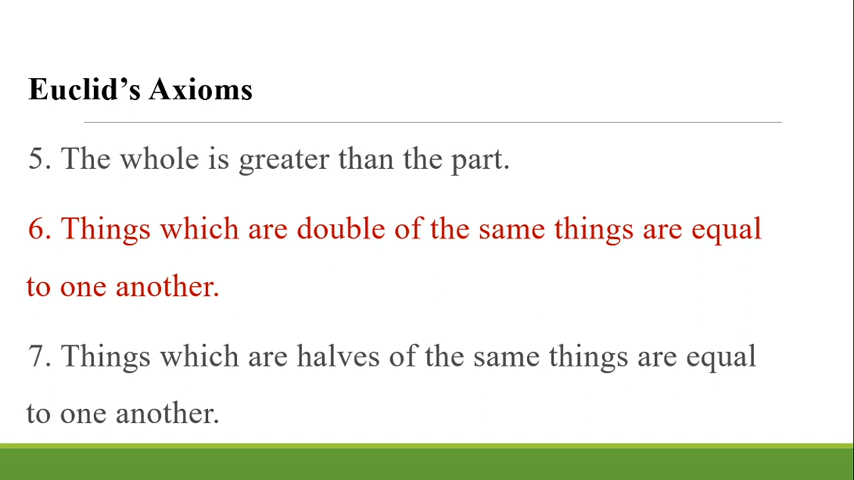 Euclid’s Axioms
5. The whole is greater than the part.
6. Things which are double of the same things are equal
to one another.
7. Things which are halves of the same things are equal
to one another.